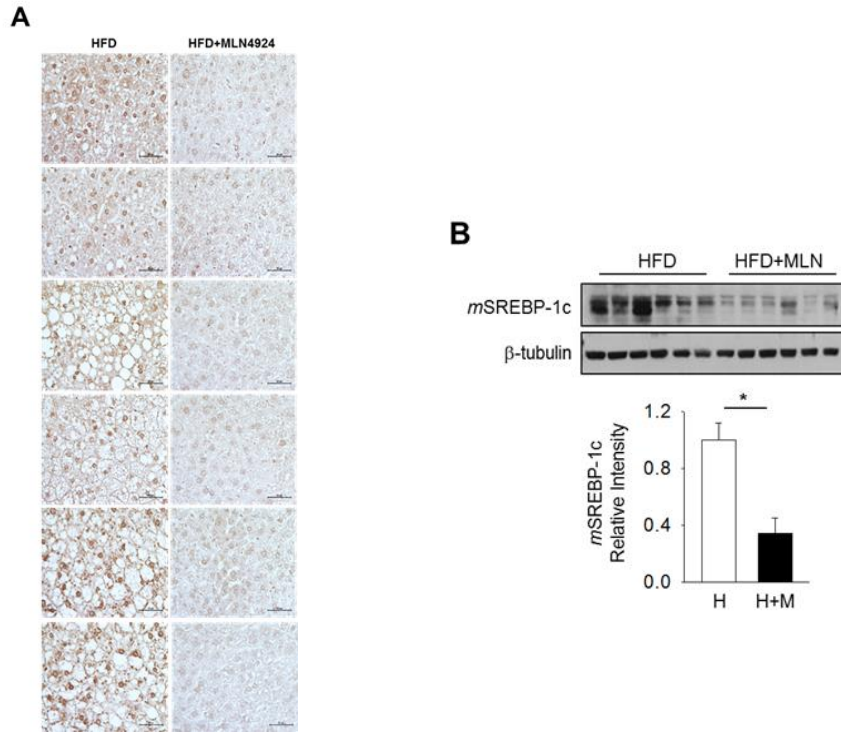 A
HFD HFD+MLN4924
B
HFD HFD+MLN
mSREBP-1c
β-tubulin
*
mSREBP-1c
Relative Intensity
1.2
0.8
0.4
0.0
H H+M